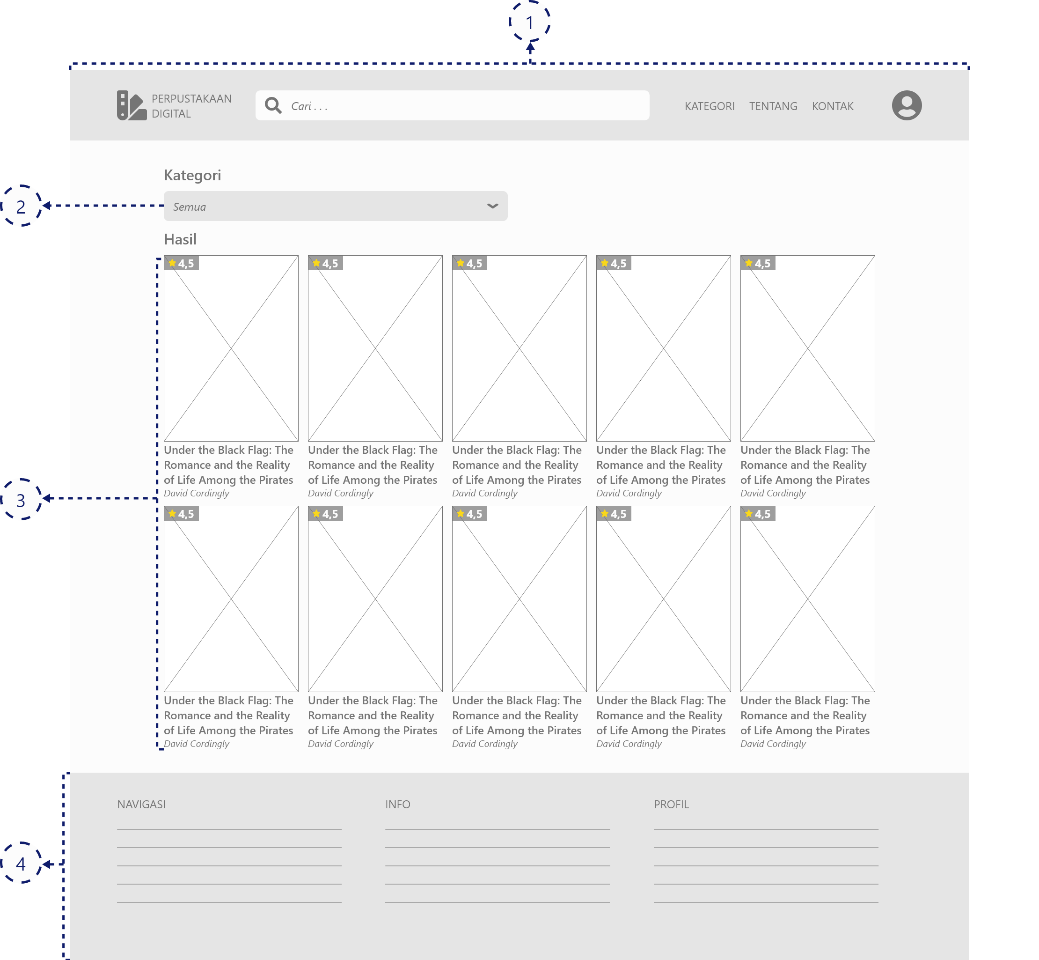 1
PERPUSTAKAAN
DIGITAL
Cari . . .
KATEGORI TENTANG KONTAK
Kategori
2
Semua
Hasil
4,5 4,5 4,5 4,5 4,5
Under the Black Flag: The
Romance and the Reality
of Life Among the Pirates
David Cordingly
Under the Black Flag: The
Romance and the Reality
of Life Among the Pirates
David Cordingly
Under the Black Flag: The
Romance and the Reality
of Life Among the Pirates
David Cordingly
Under the Black Flag: The
Romance and the Reality
of Life Among the Pirates
David Cordingly
Under the Black Flag: The
Romance and the Reality
of Life Among the Pirates
David Cordingly
3
4,5 4,5 4,5 4,5 4,5
Under the Black Flag: The
Romance and the Reality
of Life Among the Pirates
David Cordingly
Under the Black Flag: The
Romance and the Reality
of Life Among the Pirates
David Cordingly
Under the Black Flag: The
Romance and the Reality
of Life Among the Pirates
David Cordingly
Under the Black Flag: The
Romance and the Reality
of Life Among the Pirates
David Cordingly
Under the Black Flag: The
Romance and the Reality
of Life Among the Pirates
David Cordingly
NAVIGASI INFO PROFIL
4